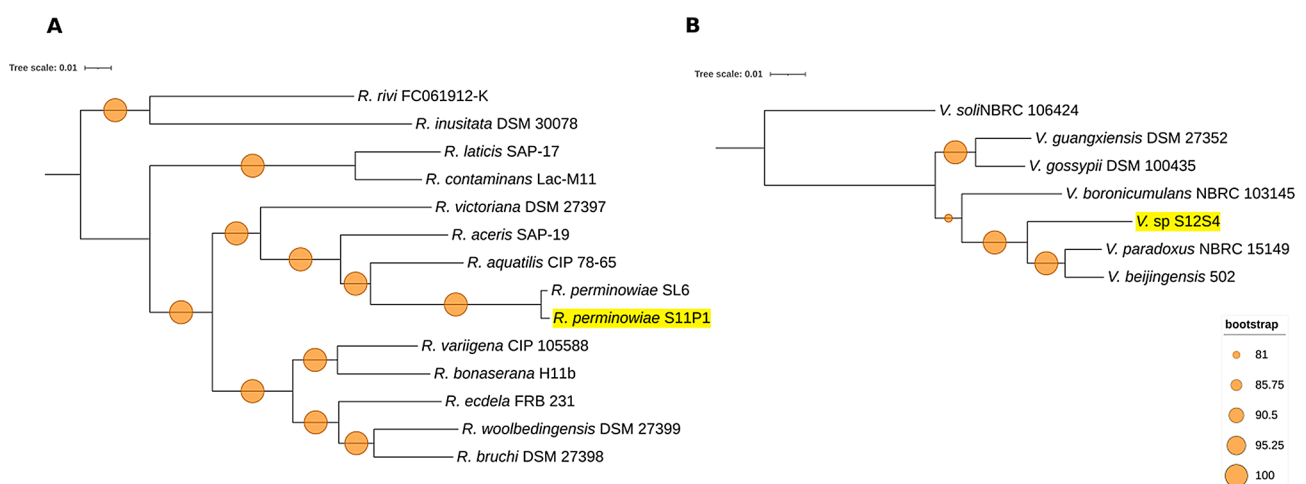 A
Tree scale: 0.01
R. rivi FC061912-K
R. inusitata DSM 30078
R. laticis SAP-17
R. contaminans Lac-M11
R. victoriana DSM 27397
R. aceris SAP-19
R. aquatilis CIP 78-65
R. perminowiae SL6
R. perminowiae S11P1
R. variigena CIP 105588
R. bonaserana H11b
R. ecdela FRB 231
R. woolbedingensis DSM 27399
R. bruchi DSM 27398
B
Tree scale: 0.01
V. soliNBRC 106424
V. guangxiensis DSM 27352
V. gossypii DSM 100435
V. boronicumulans NBRC 103145
V. sp S12S4
V. paradoxus NBRC 15149
V. beijingensis 502
bootstrap
81
85.75
90.5
95.25
100